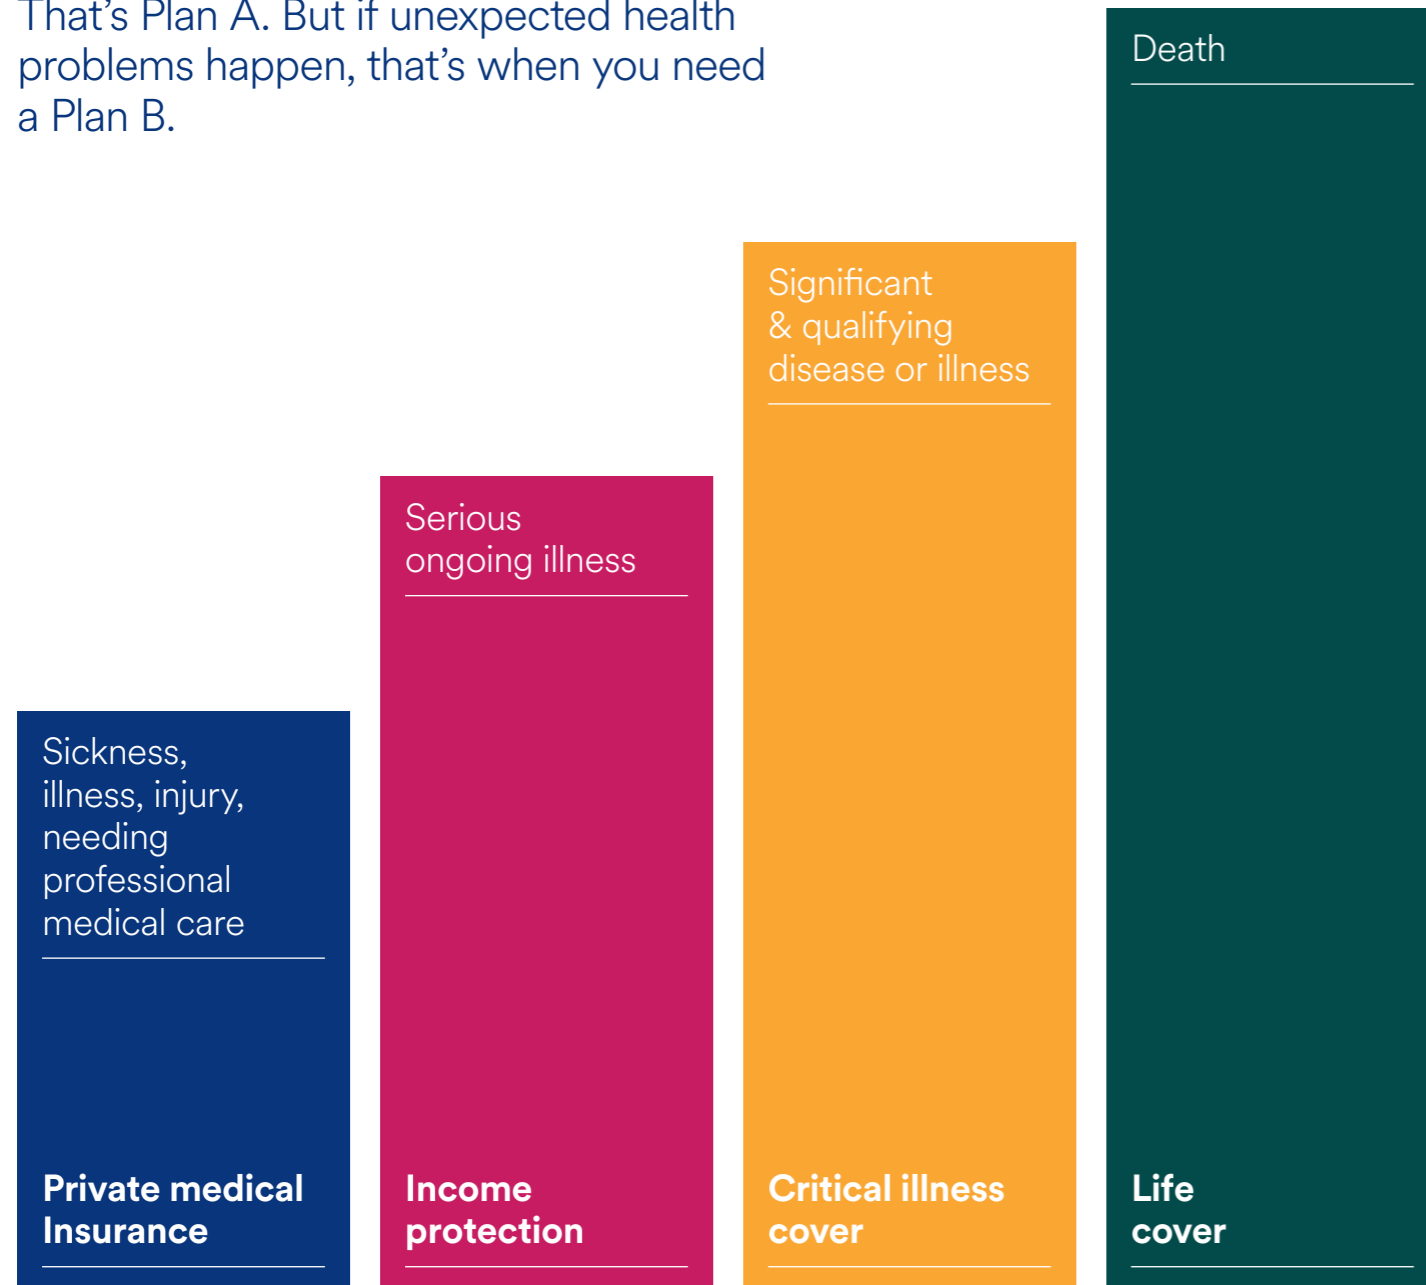 That’s Plan A. But if unexpected health
problems happen, that’s when you need
a Plan B.
Sickness,
illness, injury,
needing
professional
medical care
Private medical
Insurance
Serious
ongoing illness
Income
protection
Significant
& qualifying
disease or illness
Critical illness
cover
Death
Life
cover